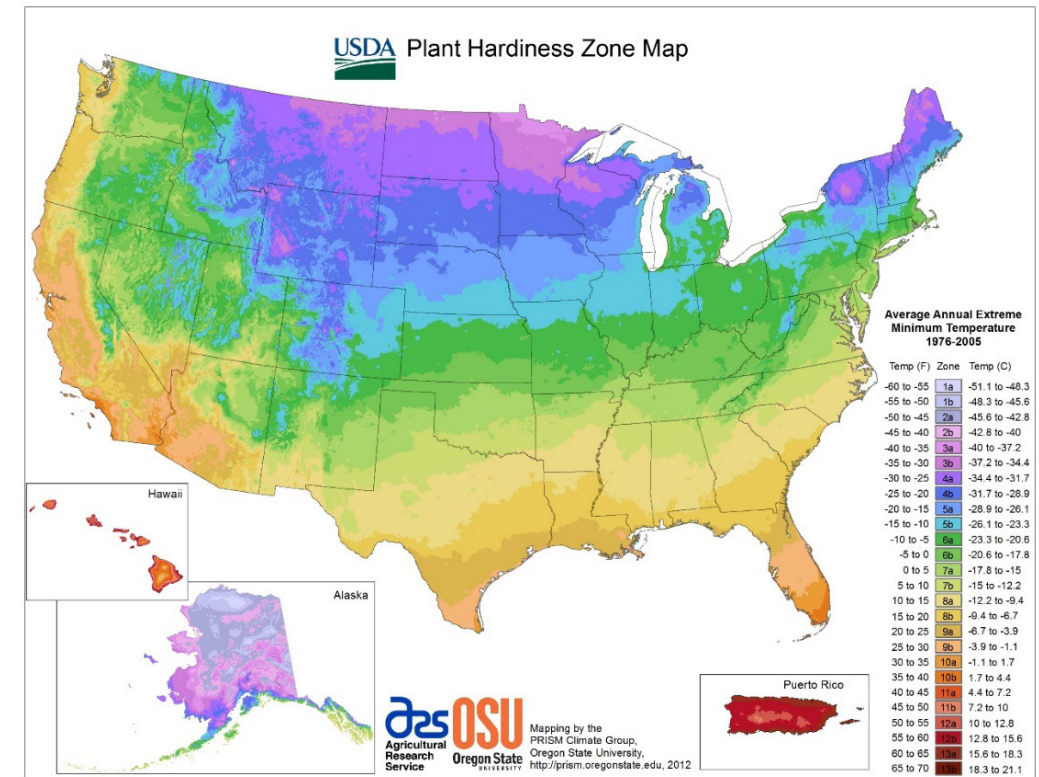 USDA Plant Hardiness Zone Map
Average Annual Extreme
Minimum Temperature
1976-2005
Temp (F) Zone Temp (C)
-60 to -55 1a -51.1 to -48.3
-55 to -50 1b -48.3 to -45.6
-50 to -45 2a -45.6 to -42.8
-45 to -40 2b -42.8 to -40
-40 to -35 3a -40 to -37.2
-35 to -30 3b -37.2 to -34.4
-30 to -25 4a -34.4 to -31.7
-25 to -20 4b -31.7 to -28.9
-20 to -15 5a -28.9 to -26.1
-15 to -10 5b -26.1 to -23.3
-10 to -5 6a -23.3 to -20.6
-5 to 0 6b -20.6 to -17.8
0 to 5 7a -17.8 to -15
5 to 10 7b -15 to -12.2
10 to 15 8a -12.2 to -9.4
15 to 20 8b -9.4 to -6.7
20 to 25 9a -6.7 to -3.9
25 to 30 9b -3.9 to -1.1
30 to 35 10a -1.1 to 1.7
35 to 40 10b 1.7 to 4.4
40 to 45 11a 4.4 to 7.2
45 to 50 11b 7.2 to 10
50 to 55 12a 10 to 12.8
55 to 60 12b 12.8 to 15.6
60 to 65 13a 15.6 to 18.3
65 to 70 13b 18.3 to 21.1
Hawaii
Alaska
Puerto Rico
ars
Agricultural
Research
Service
OSU
Oregon State
UNIVERSITY
Mapping by the
PRISM Climate Group,
Oregon State University,
http://prism.oregonstate.edu, 2012